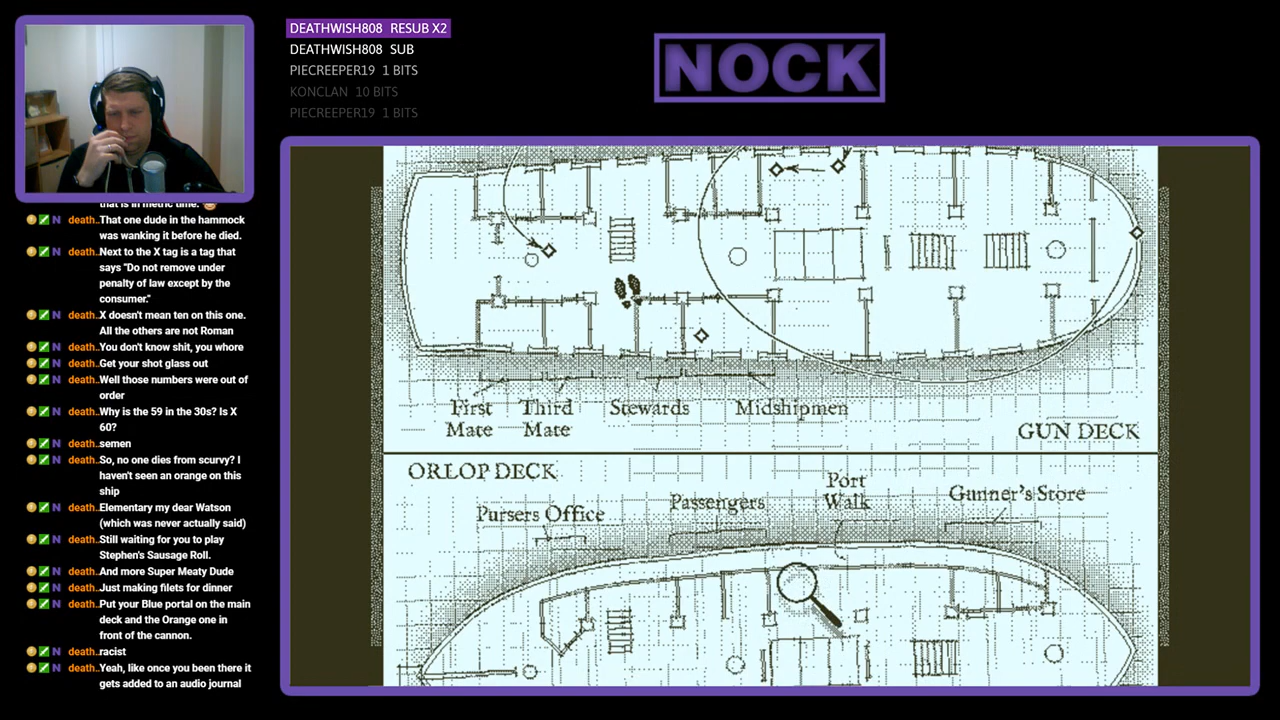 DEATHWISH808 RESUB X2
DEATHWISH808 SUB
PIECREEPER19 1 BITS
KONCLAN 10 BITS
PIECREEPER19 1 BITS
NOCK
that is in metric time.
death.. That one dude in the hammock
was wanking it before he died.
death.. Next to the X tag is a tag that
says "Do not remove under
penalty of law except by the
consumer."
death.. X doesn't mean ten on this one.
All the others are not Roman
death.. You don't know shit, you whore
death.. Get your shot glass out
death.. Well those numbers were out of
order
death.. Why is the 59 in the 30s? Is X
60?
death.. semen
death.. So, no one dies from scurvy? I
haven't seen an orange on this
ship
death.. Elementary my dear Watson
(which was never actually said)
death.. Still waiting for you to play
Stephen's Sausage Roll.
death.. And more Super Meaty Dude
death.. Just making filets for dinner
death.. Put your Blue portal on the main
deck and the Orange one in
front of the cannon.
death.. racist
death.. Yeah, like once you been there it
gets added to an audio journal
First
Mate
Third
Mate
Stewards
Midshipmen
GUN DECK
ORLOP DECK
Pursers Office
Passengers
Port
Walk
Gunner's Store